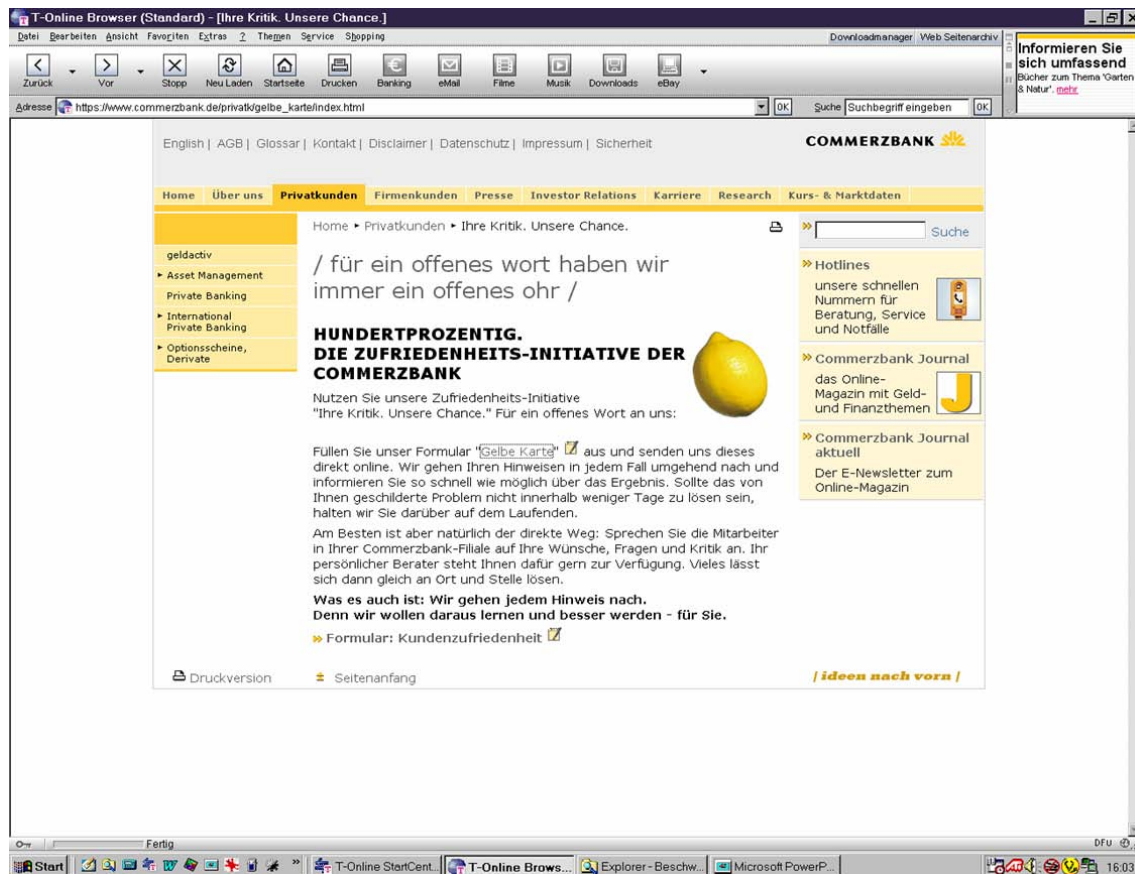 T-Online Browser (Standard) - [Ihre Kritik. Unsere Chance.]
Datei Bearbeiten Ansicht Favoriten Extras ? Themen Service Shopping
Downloadmanager Web Seitenarchiv
Zurück Vor Stopp Neu Laden Startseite Drucken Banking eMail Filme Musik Downloads eBay
Informieren Sie
sich umfassend
Bücher zum Thema 'Garten
& Natur'. mehr
Adresse https://www.commerzbank.de/privatk/gelbe_karte/index.html OK Suche Suchbegriff eingeben OK
English | AGB | Glossar | Kontakt | Disclaimer | Datenschutz | Impressum | Sicherheit
COMMERZBANK
Home Über uns Privatkunden Firmenkunden Presse Investor Relations Karriere Research Kurs- & Marktdaten
geldactiv
Asset Management
Private Banking
International
Private Banking
Optionsscheine,
Derivate
Home ▸ Privatkunden ▸ Ihre Kritik. Unsere Chance.
/ für ein offenes wort haben wir
immer ein offenes ohr /
HUNDERTPROZENTIG.
DIE ZUFRIEDENHEITS-INITIATIVE DER
COMMERZBANK
Nutzen Sie unsere Zufriedenheits-Initiative
"Ihre Kritik. Unsere Chance." Für ein offenes Wort an uns:
Füllen Sie unser Formular "Gelbe Karte" aus und senden uns dieses
direkt online. Wir gehen Ihren Hinweisen in jedem Fall umgehend nach und
informieren Sie so schnell wie möglich über das Ergebnis. Sollte das von
Ihnen geschilderte Problem nicht innerhalb weniger Tage zu lösen sein,
halten wir Sie darüber auf dem Laufenden.
Am Besten ist aber natürlich der direkte Weg: Sprechen Sie die Mitarbeiter
in Ihrer Commerzbank-Filiale auf Ihre Wünsche, Fragen und Kritik an. Ihr
persönlicher Berater steht Ihnen dafür gern zur Verfügung. Vieles lässt
sich dann gleich an Ort und Stelle lösen.
Was es auch ist: Wir gehen jedem Hinweis nach.
Denn wir wollen daraus lernen und besser werden - für Sie.
» Formular: Kundenzufriedenheit
» Suche
» Hotlines
unsere schnellen
Nummern für
Beratung, Service
und Notfälle
» Commerzbank Journal
das Online-
Magazin mit Geld-
und Finanzthemen
» Commerzbank Journal
aktuell
Der E-Newsletter zum
Online-Magazin
Druckversion Seitenanfang / ideen nach vorn /
Fertig DFU
Start T-Online StartCent... T-Online Brows... Explorer - Beschw... Microsoft PowerP... 16:03